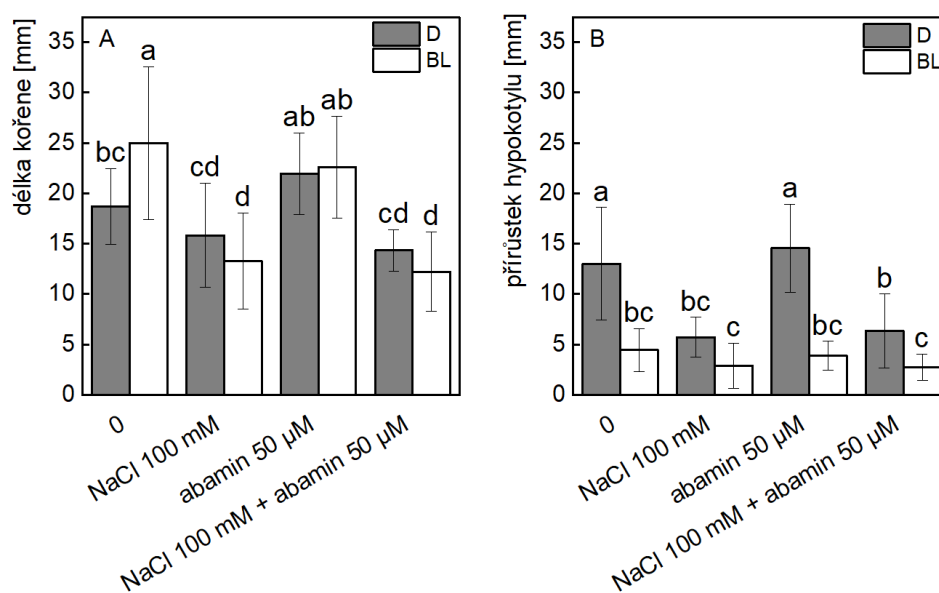 A
D
BL
délka kořene [mm]
35
30
25
20
15
10
5
0
bc
a
cd
d
ab
ab
cd
d
0
NaCl 100 mM
abamin 50 µM
NaCl 100 mM + abamin 50 µM
B
D
BL
přírůstek hypokotylu [mm]
35
30
25
20
15
10
5
0
a
bc
bc
c
a
bc
b
c
0
NaCl 100 mM
abamin 50 µM
NaCl 100 mM + abamin 50 µM